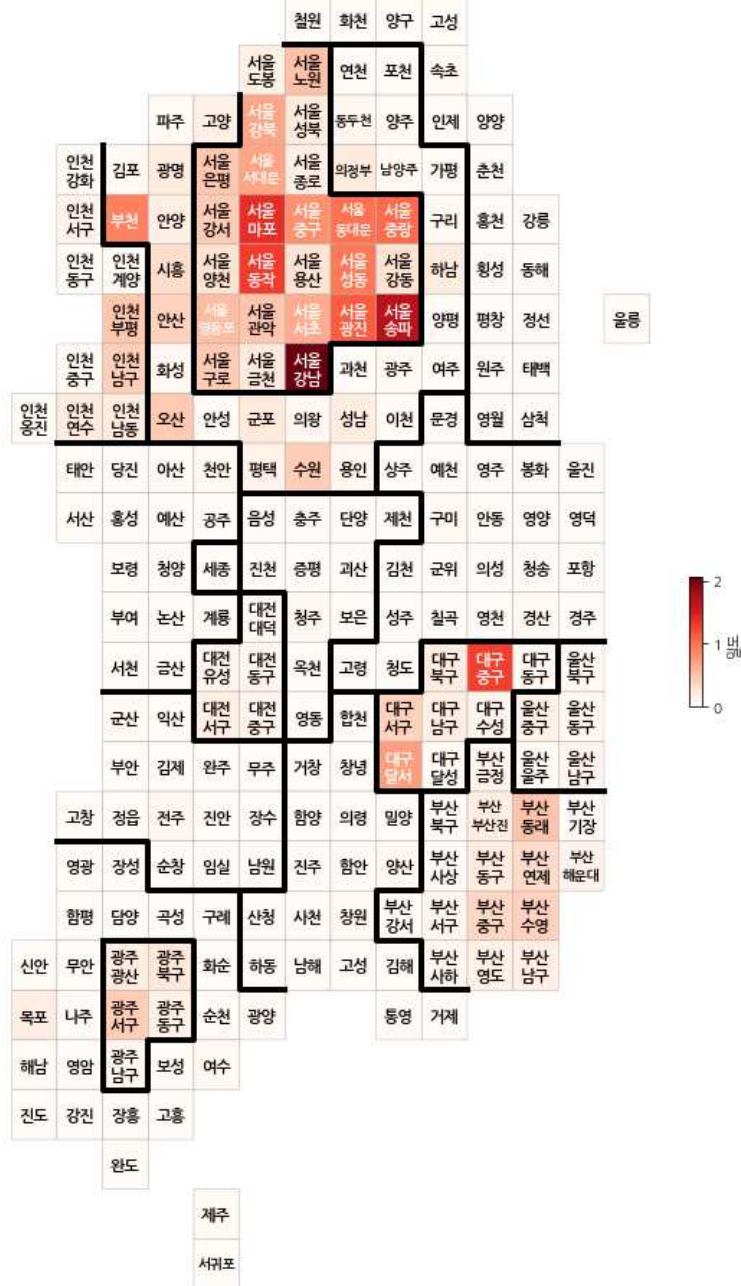 철원 화천 양구 고성
서울 도봉 서울 노원 연천 포천 속초
파주 고양 서울 강북 서울 성북 동두천 양주 인제 양양
인천 강화 김포 광명 서울 은평 서울 서대문 서울 종로 의정부 남양주 가평 춘천
인천 서구 부천 안양 서울 강서 서울 마포 서울 중구 서울 동대문 서울 중랑 구리 홍천 강릉
인천 동구 인천 계양 시흥 서울 양천 서울 동작 서울 용산 서울 성동 서울 강동 하남 횡성 동해
인천 부평 안산 서울 영등포 서울 관악 서울 서초 서울 광진 서울 송파 양평 평창 정선 울릉
인천 중구 인천 남구 화성 서울 구로 서울 금천 서울 강남 과천 광주 여주 원주 태백
인천 옹진 인천 연수 인천 남동 오산 안성 군포 의왕 성남 이천 문경 영월 삼척
태안 당진 아산 천안 평택 수원 용인 상주 예천 영주 봉화 울진
서산 홍성 예산 공주 음성 충주 단양 제천 구미 안동 영양 영덕
보령 청양 세종 진천 증평 괴산 김천 군위 의성 청송 포항
2
부여 논산 계룡 대전 대덕 청주 보은 성주 칠곡 영천 경산 경주
1
서천 금산 대전 유성 대전 동구 옥천 고령 청도 대구 북구 대구 중구 대구 동구 울산 북구
0
군산 익산 대전 서구 대전 중구 영동 합천 대구 서구 대구 남구 대구 수성 울산 중구 울산 동구
부안 김제 완주 무주 거창 창녕 대구 달서 대구 달성 부산 금정 울산 울주 울산 남구
고창 정읍 전주 진안 장수 함양 의령 밀양 부산 북구 부산 부산진 부산 동래 부산 기장
영광 장성 순창 임실 남원 진주 함안 양산 부산 사상 부산 동구 부산 연제 부산 해운대
함평 담양 곡성 구례 산청 사천 창원 부산 강서 부산 서구 부산 중구 부산 수영
신안 무안 광주 광산 광주 북구 화순 하동 남해 고성 김해 부산 사하 부산 영도 부산 남구
목포 나주 광주 서구 광주 동구 순천 광양 통영 거제
해남 영암 광주 남구 보성 여수
진도 강진 장흥 고흥
완도
제주
서귀포